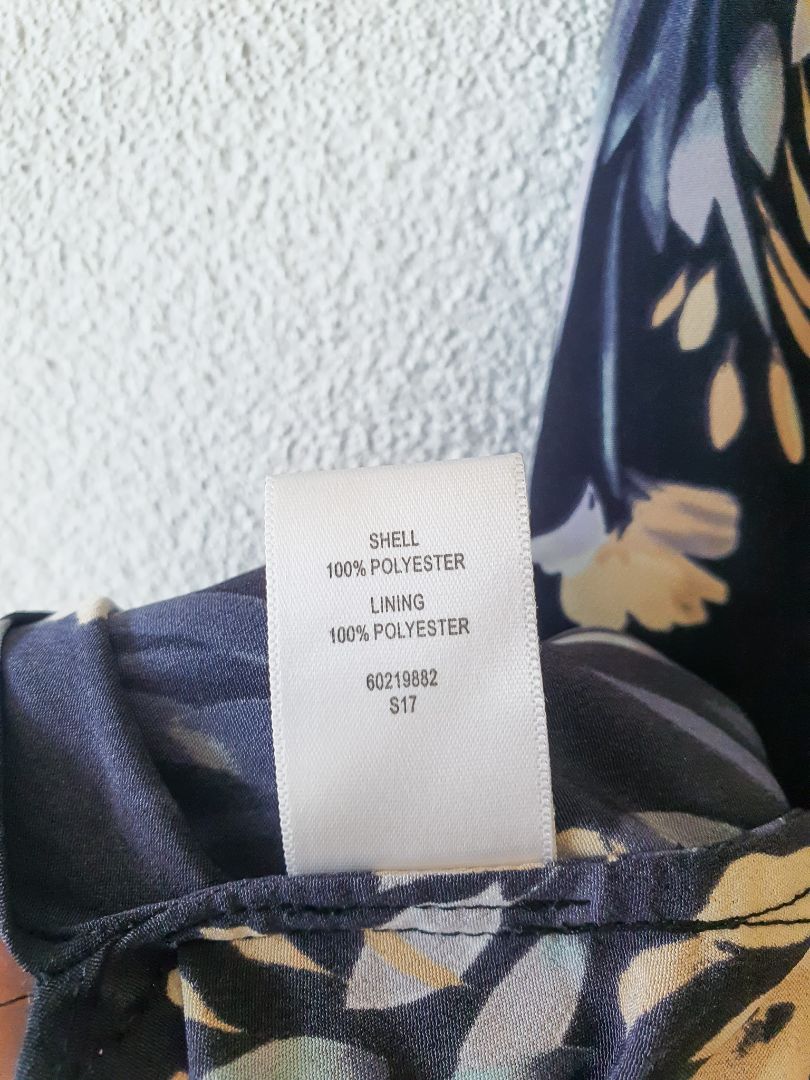 SHELL
100% POLYESTER
LINING
100% POLYESTER
60219882
S17